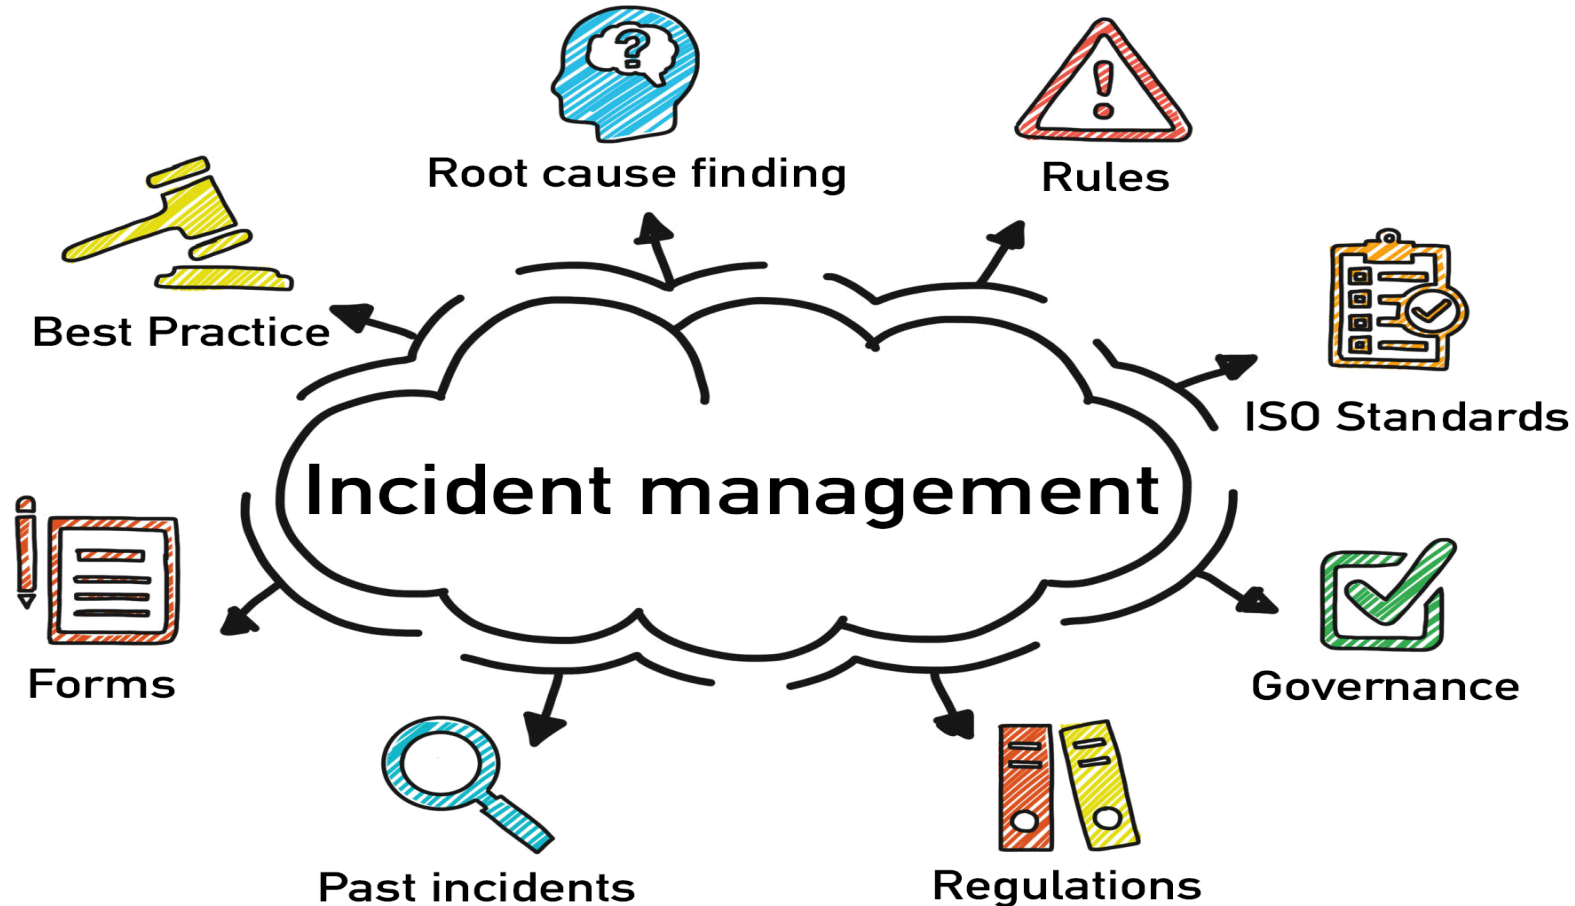 Root cause finding
Rules
Best Practice
ISO Standards
Incident management
Forms
Governance
Past incidents
Regulations